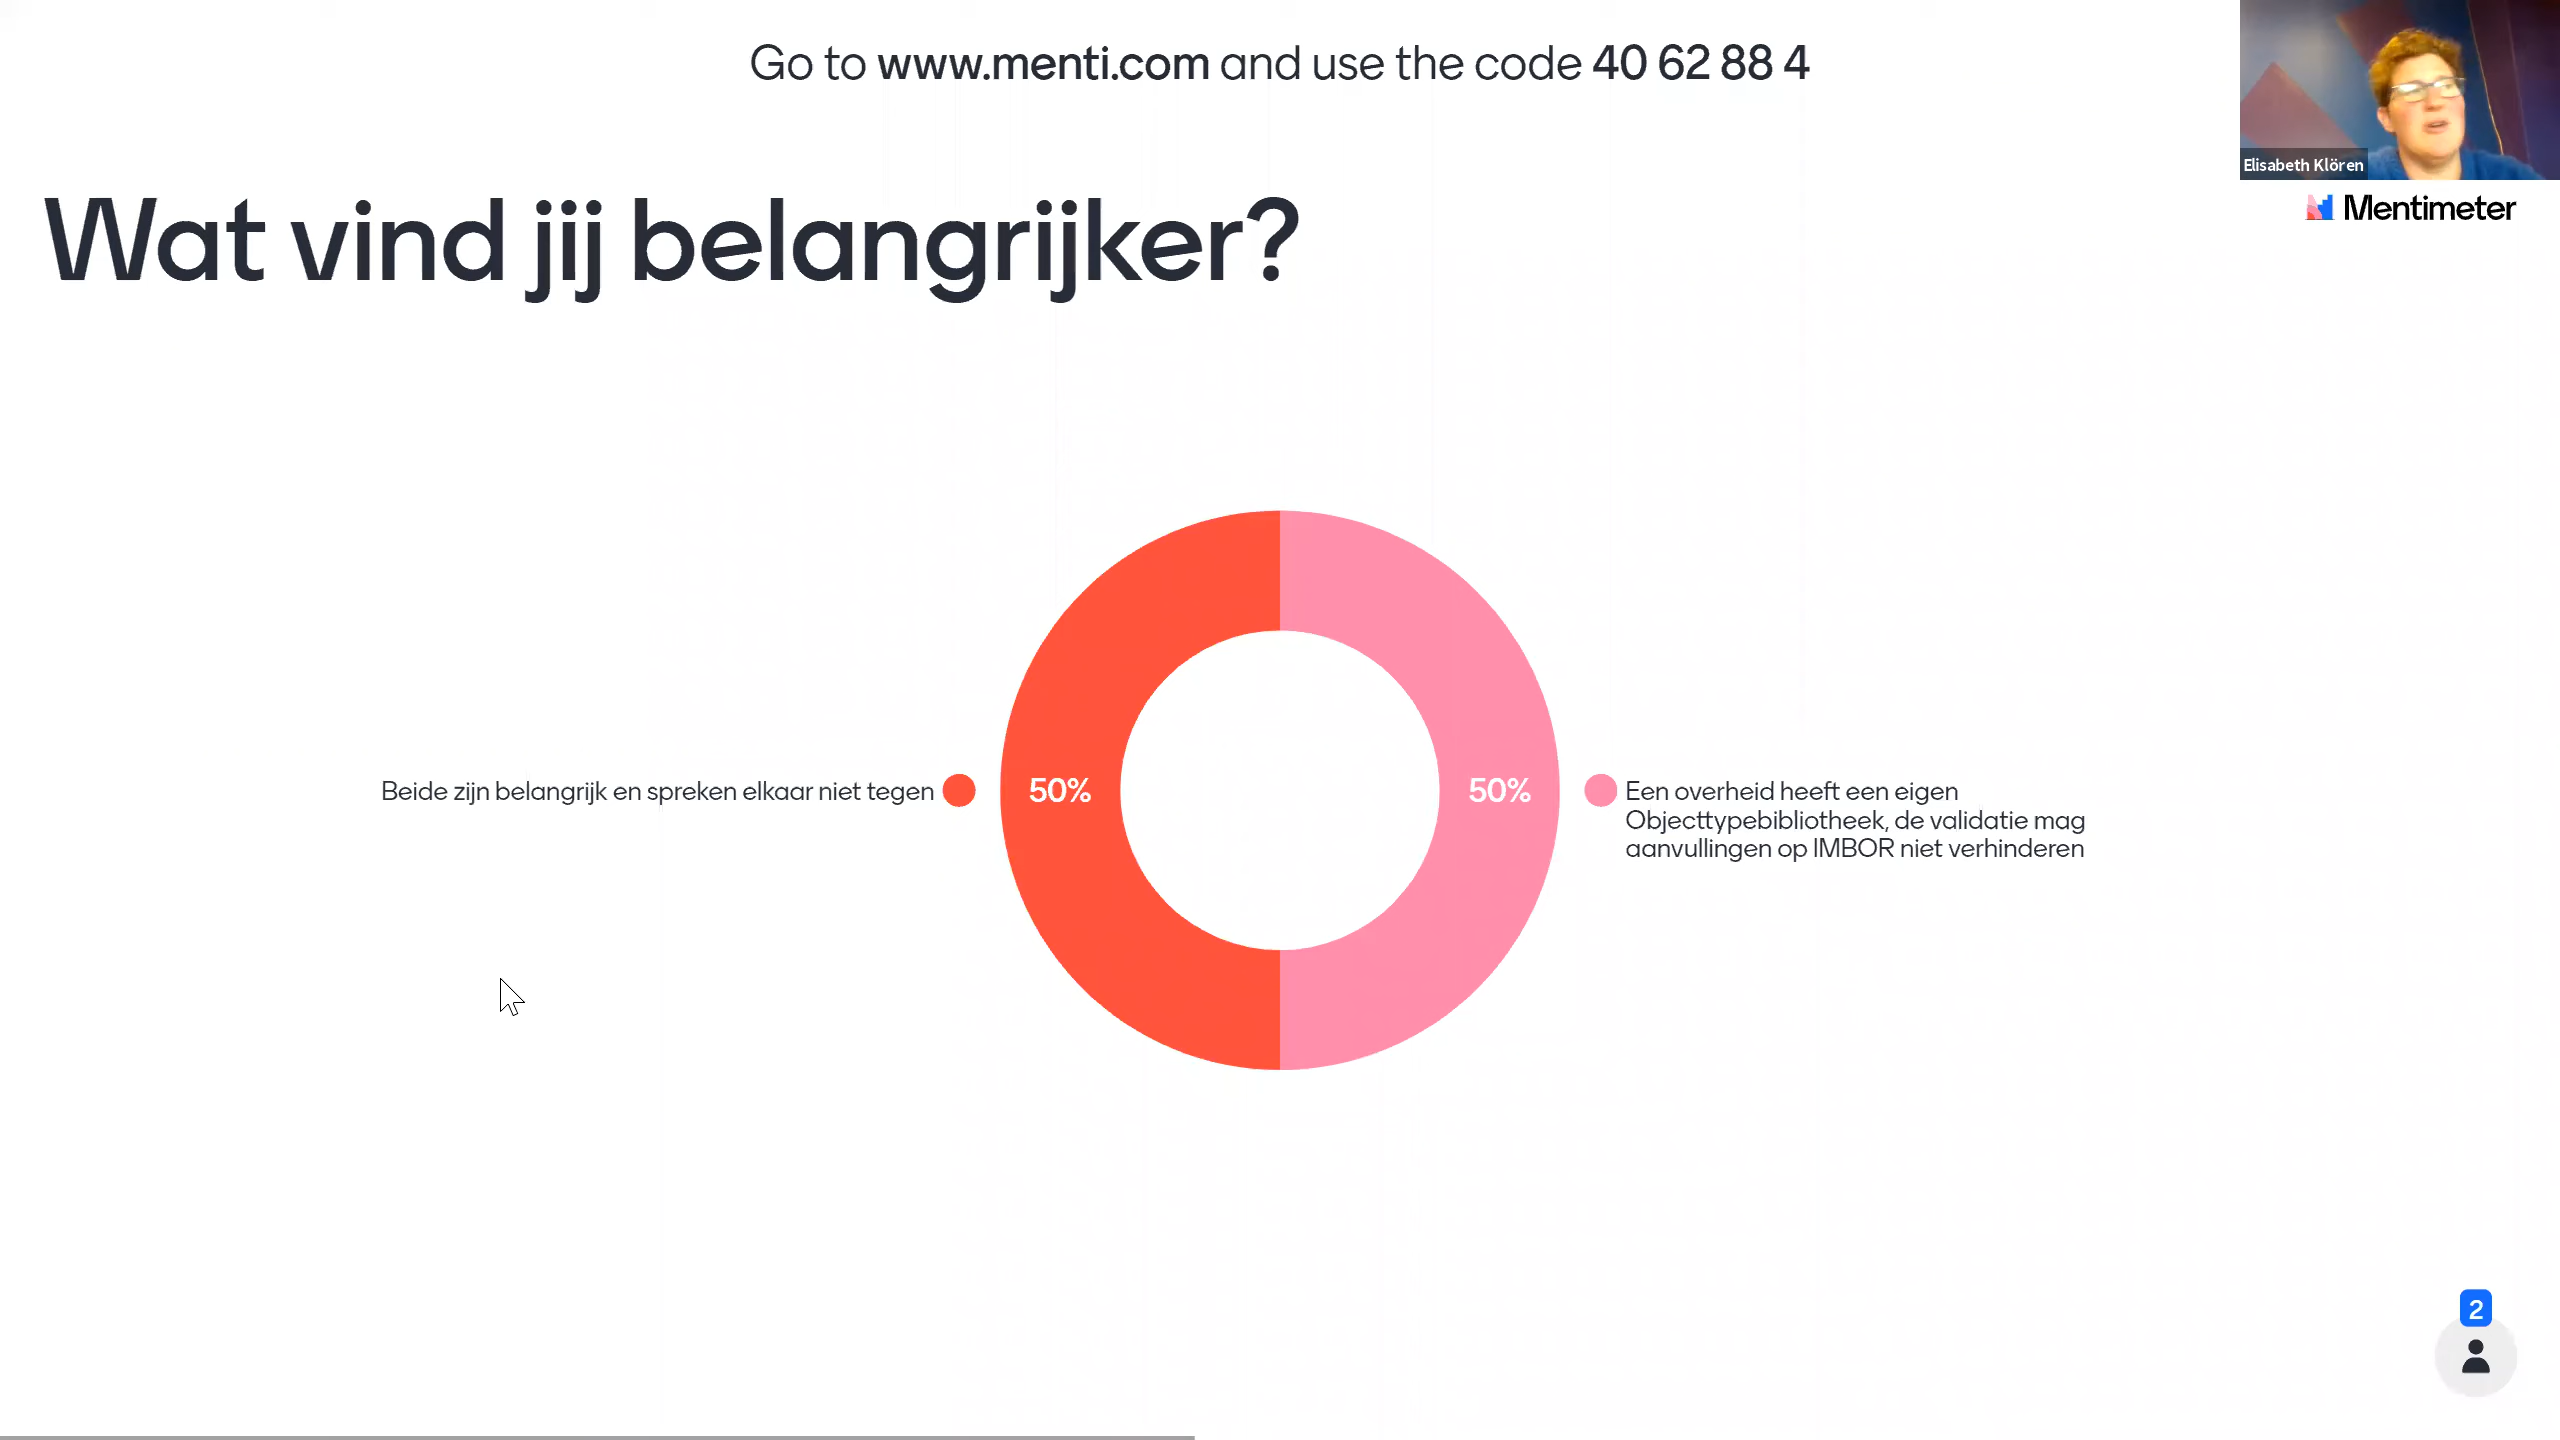 Go to www.menti.com and use the code 40 62 88 4
Elisabeth Klören
Mentimeter
Wat vind jij belangrijker?
Beide zijn belangrijk en spreken elkaar niet tegen
50%
50%
Een overheid heeft een eigen
Objecttypebibliotheek, de validatie mag
aanvullingen op IMBOR niet verhinderen
2